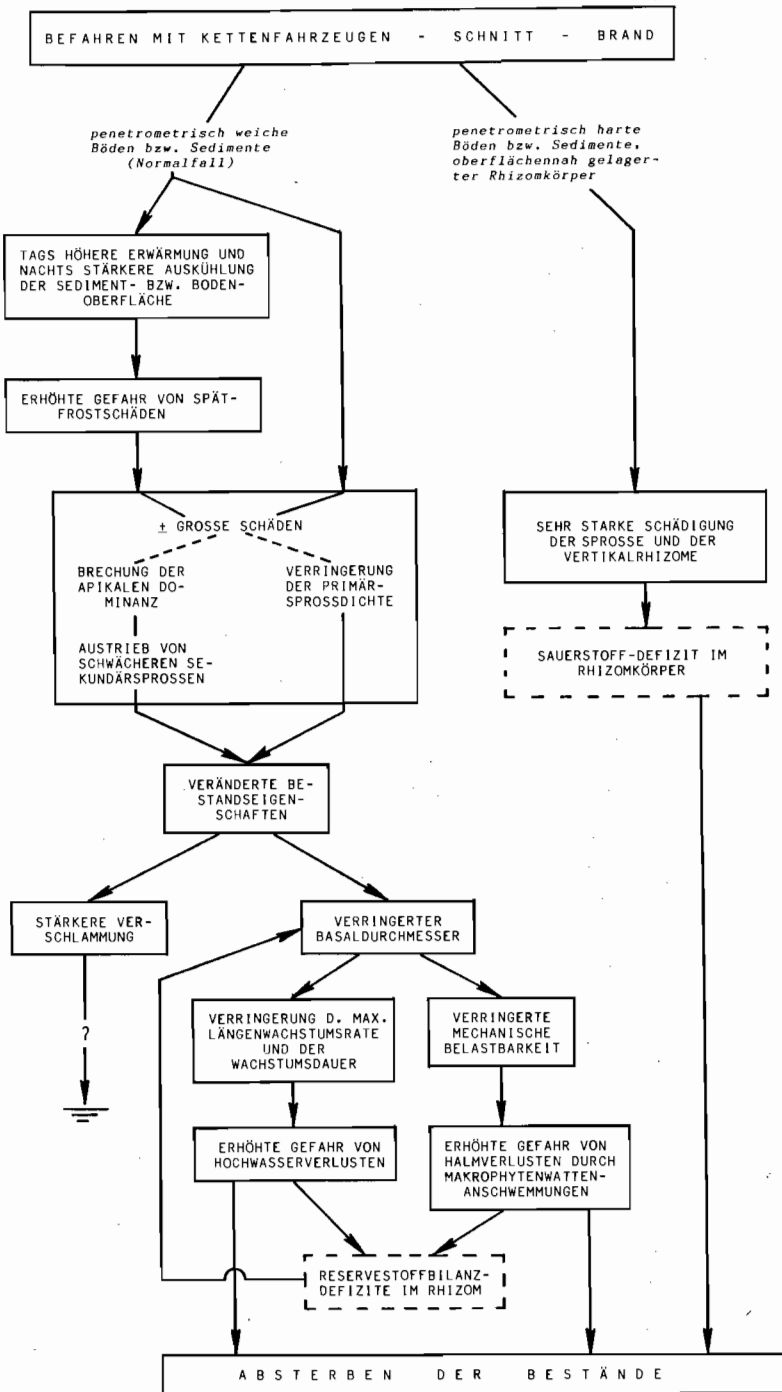 BEFAHREN MIT KETTENFAHRZEUGEN - SCHNITT - BRAND
penetrometrisch weiche
Böden bzw. Sedimente
(Normalfall)
penetrometrisch harte
Böden bzw. Sedimente,
oberflächennah gelager-
ter Rhizomkörper
TAGS HÖHERE ERWÄRMUNG UND
NACHTS STÄRKERE AUSKÜHLUNG
DER SEDIMENT- BZW. BODEN-
OBERFLÄCHE
ERHÖHTE GEFAHR VON SPÄT-
FROSTSCHÄDEN
± GROSSE SCHÄDEN
BRECHUNG DER
APIKALEN DO-
MINANZ
AUSTRIEB VON
SCHWÄCHEREN SE-
KUNDÄRSPROSSEN
VERRINGERUNG
DER PRIMÄR-
SPROSSDICHTE
SEHR STARKE SCHÄDIGUNG
DER SPROSSE UND DER
VERTIKALRHIZOME
SAUERSTOFF-DEFIZIT IM
RHIZOMKÖRPER
VERÄNDERTE BE-
STANDSEIGEN-
SCHAFTEN
STÄRKERE VER-
SCHLAMMUNG
?
VERRINGERTER
BASALDURCHMESSER
VERRINGERUNG D. MAX.
LÄNGENWACHSTUMSRATE
UND DER
WACHSTUMSDAUER
VERRINGERTE
MECHANISCHE
BELASTBARKEIT
ERHÖHTE GEFAHR VON
HOCHWASSERVERLUSTEN
ERHÖHTE GEFAHR VON
HALMVERLUSTEN DURCH
MAKROPHYTENWATTEN-
ANSCHWEMMUNGEN
RESERVESTOFFBILANZ-
DEFIZITE IM RHIZOM
ABSTERBEN DER BESTÄNDE